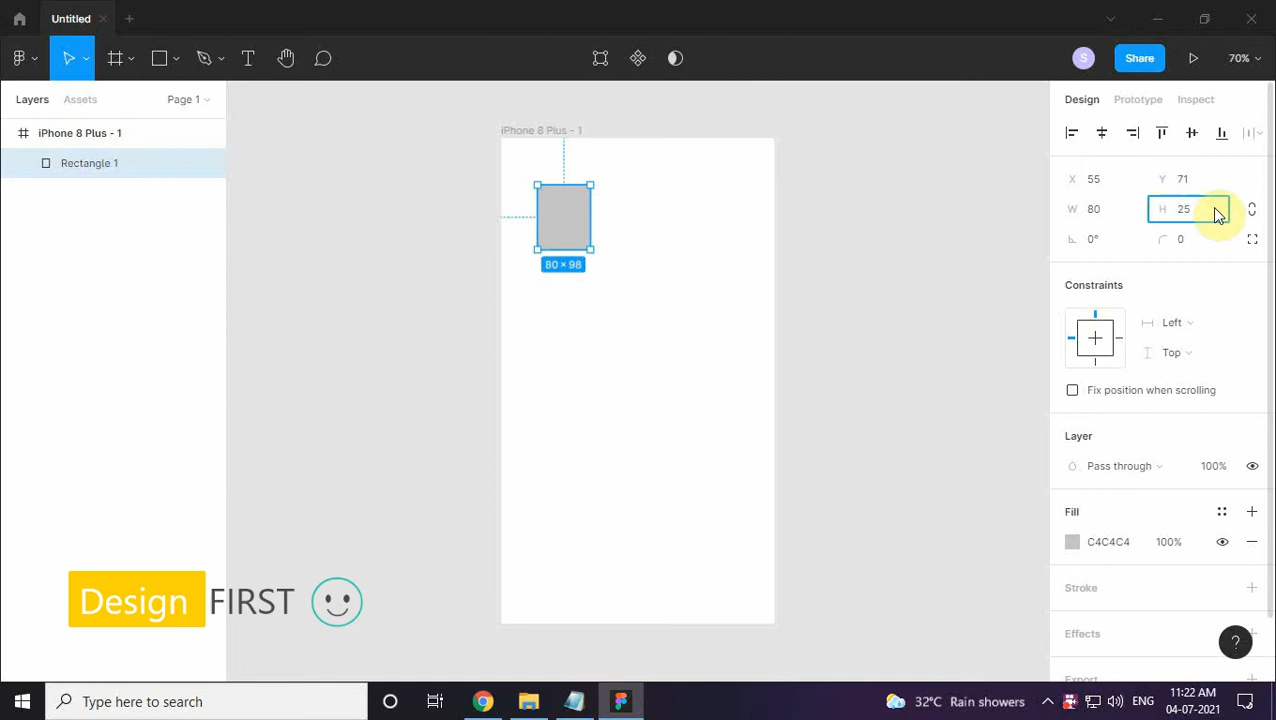 Untitled
Share
70%
Layers
Assets
Page 1
Design
Prototype
Inspect
iPhone 8 Plus - 1
Rectangle 1
iPhone 8 Plus - 1
80 × 98
X 55
Y 71
W 80
H 25
0°
0
Constraints
Left
Top
Fix position when scrolling
Layer
Pass through
100%
Fill
C4C4C4
100%
Stroke
Effects
Export
?
Design FIRST
Type here to search
32°C Rain showers
ENG
11:22 AM
04-07-2021
S
T